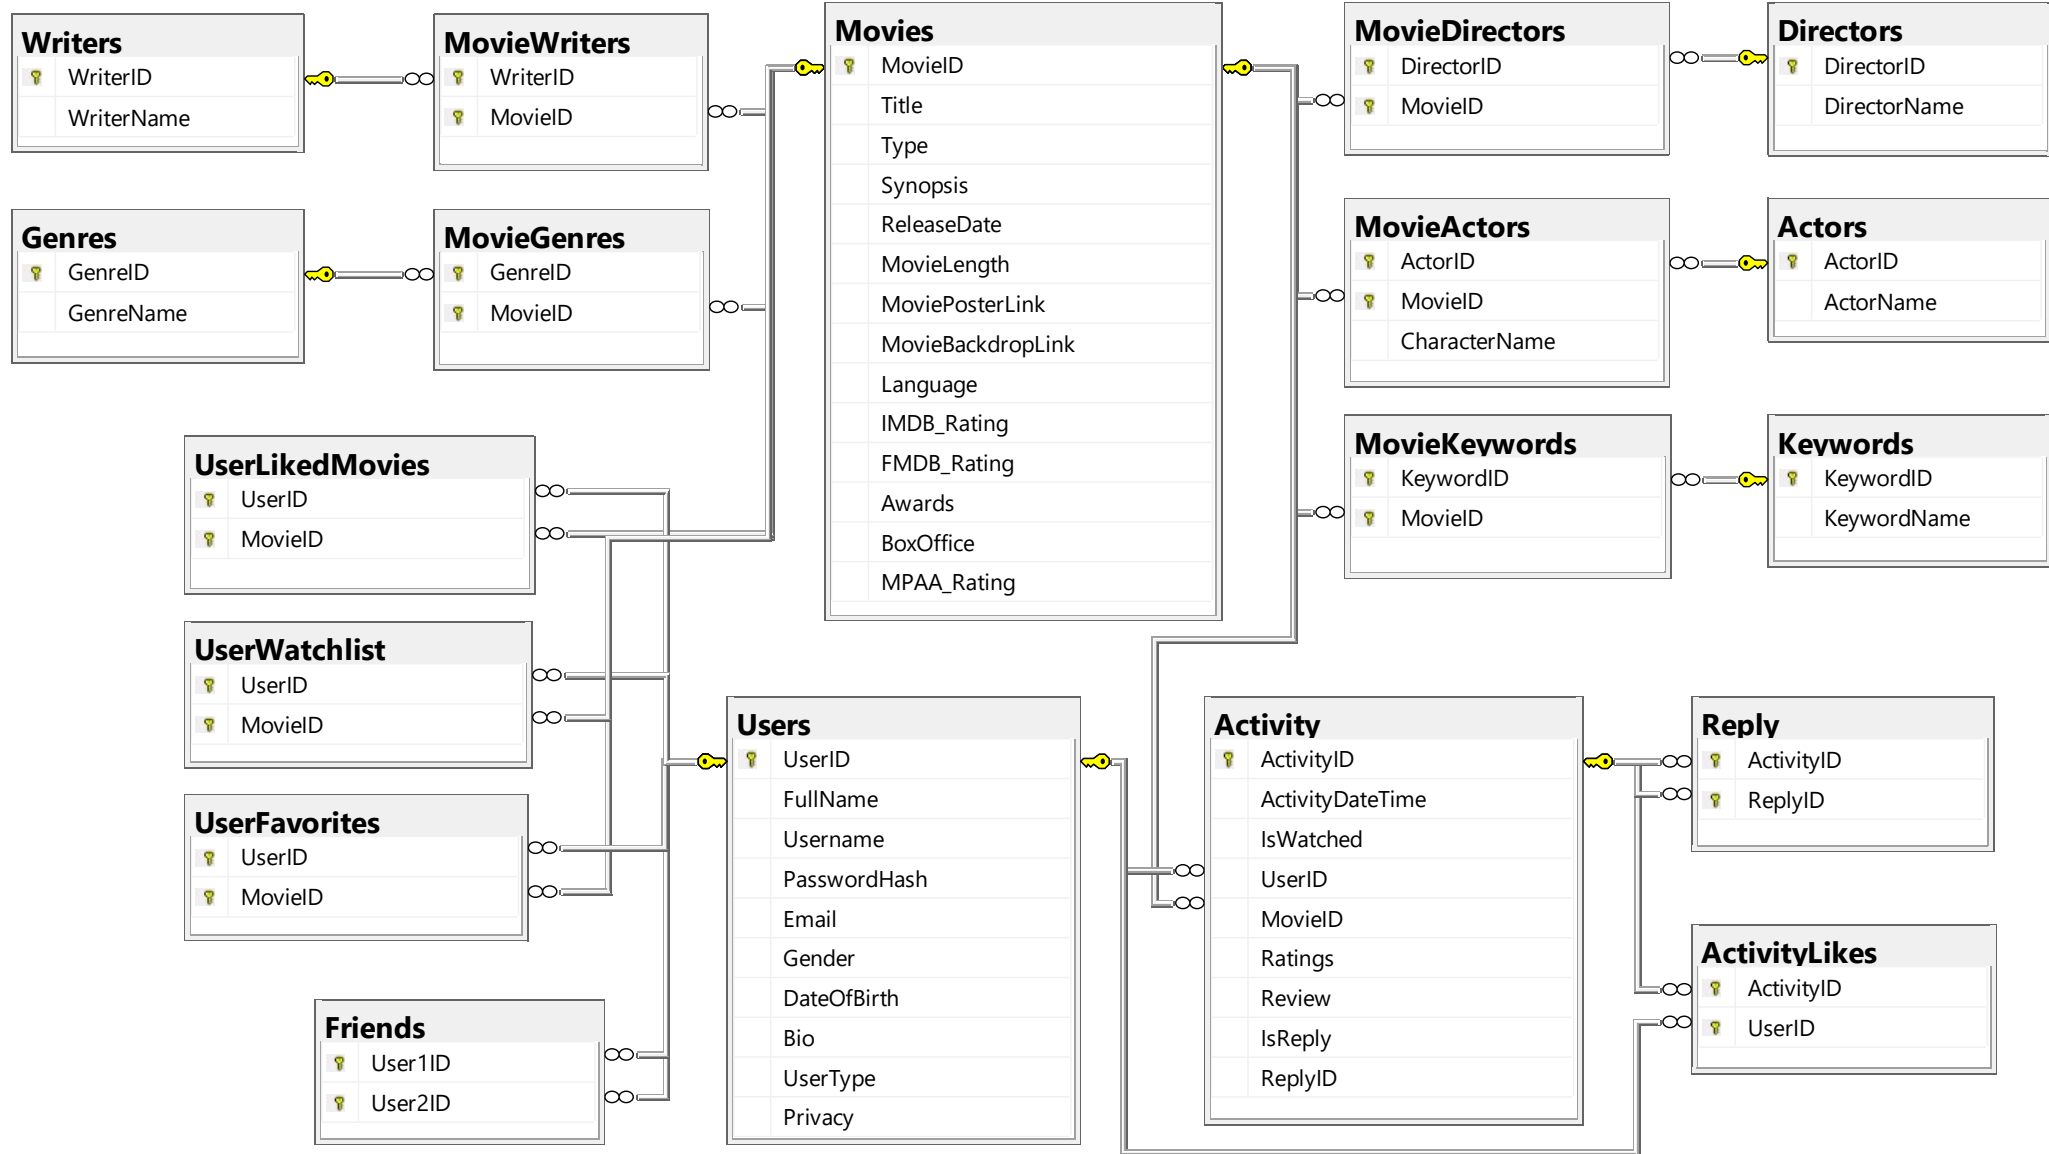 Writers
WriterID
WriterName
MovieWriters
WriterID
MovieID
Genres
GenreID
GenreName
MovieGenres
GenreID
MovieID
Movies
MovieID
Title
Type
Synopsis
ReleaseDate
MovieLength
MoviePosterLink
MovieBackdropLink
Language
IMDB_Rating
FMDB_Rating
Awards
BoxOffice
MPAA_Rating
MovieDirectors
DirectorID
MovieID
Directors
DirectorID
DirectorName
MovieActors
ActorID
MovieID
CharacterName
Actors
ActorID
ActorName
MovieKeywords
KeywordID
MovieID
Keywords
KeywordID
KeywordName
UserLikedMovies
UserID
MovieID
UserWatchlist
UserID
MovieID
UserFavorites
UserID
MovieID
Friends
User1ID
User2ID
Users
UserID
FullName
Username
PasswordHash
Email
Gender
DateOfBirth
Bio
UserType
Privacy
Activity
ActivityID
ActivityDateTime
IsWatched
UserID
MovieID
Ratings
Review
IsReply
ReplyID
Reply
ActivityID
ReplyID
ActivityLikes
ActivityID
UserID